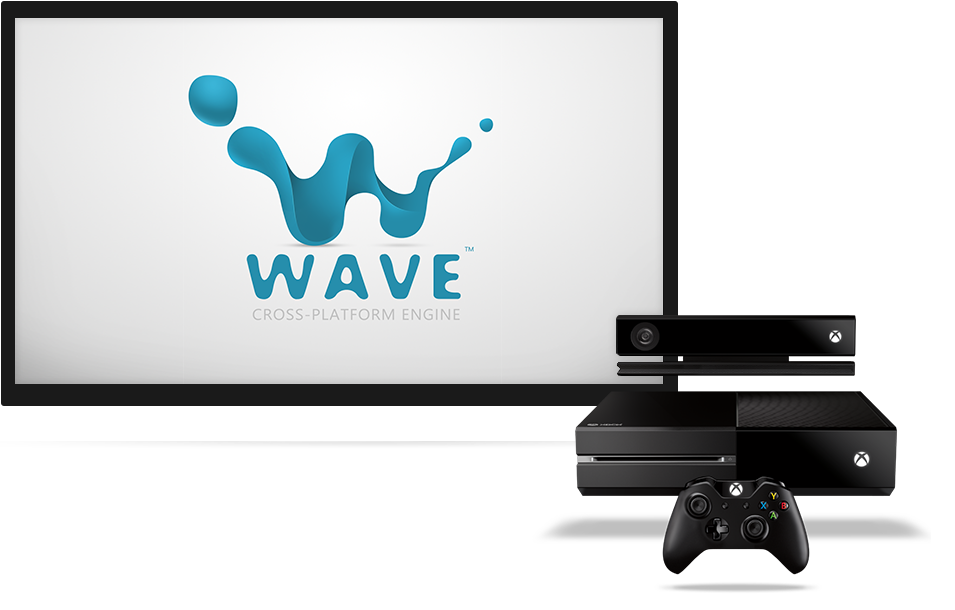 WAVE™
CROSS-PLATFORM ENGINE
Y
X
B
A